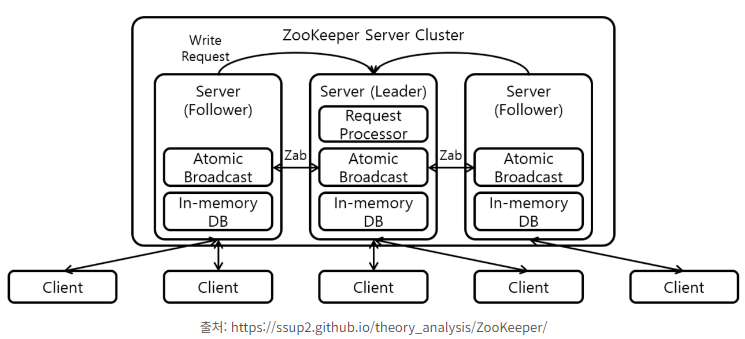 ZooKeeper Server Cluster
Write
Request
Server
(Follower)
Server (Leader)
Server
(Follower)
Request
Processor
Atomic
Broadcast
Zab
Atomic
Broadcast
Zab
Atomic
Broadcast
In-memory
DB
In-memory
DB
In-memory
DB
Client
Client
Client
Client
Client
출처: https://ssup2.github.io/theory_analysis/ZooKeeper/